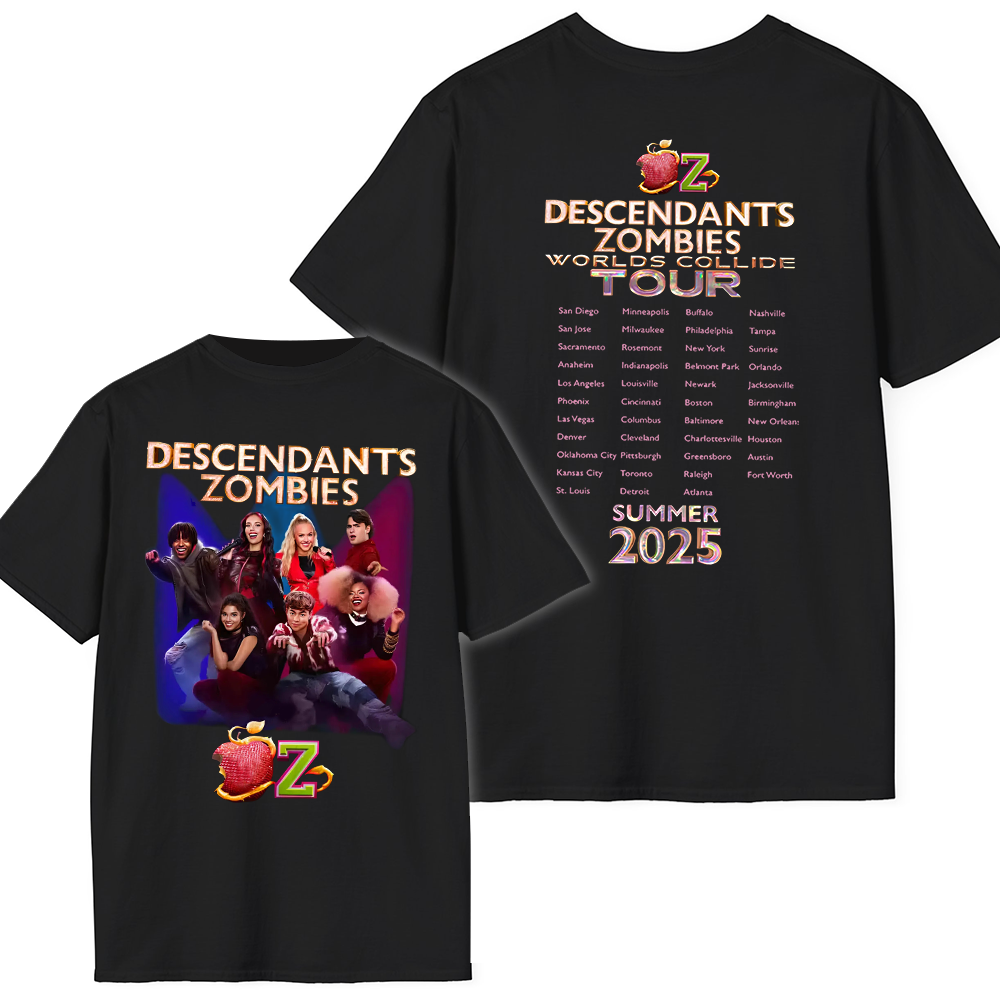 DESCENDANTS
ZOMBIES
Z
Z
DESCENDANTS
ZOMBIES
WORLDS COLLIDE
TOUR
San Diego Minneapolis Buffalo Nashville
San Jose Milwaukee Philadelphia Tampa
Sacramento Rosemont New York Sunrise
Anaheim Indianapolis Belmont Park Orlando
Los Angeles Louisville Newark Jacksonville
Phoenix Cincinnati Boston Birmingham
Las Vegas Columbus Baltimore New Orleans
Denver Cleveland Charlottesville Houston
Oklahoma City Pittsburgh Greensboro Austin
Kansas City Toronto Raleigh Fort Worth
St. Louis Detroit Atlanta
SUMMER
2025